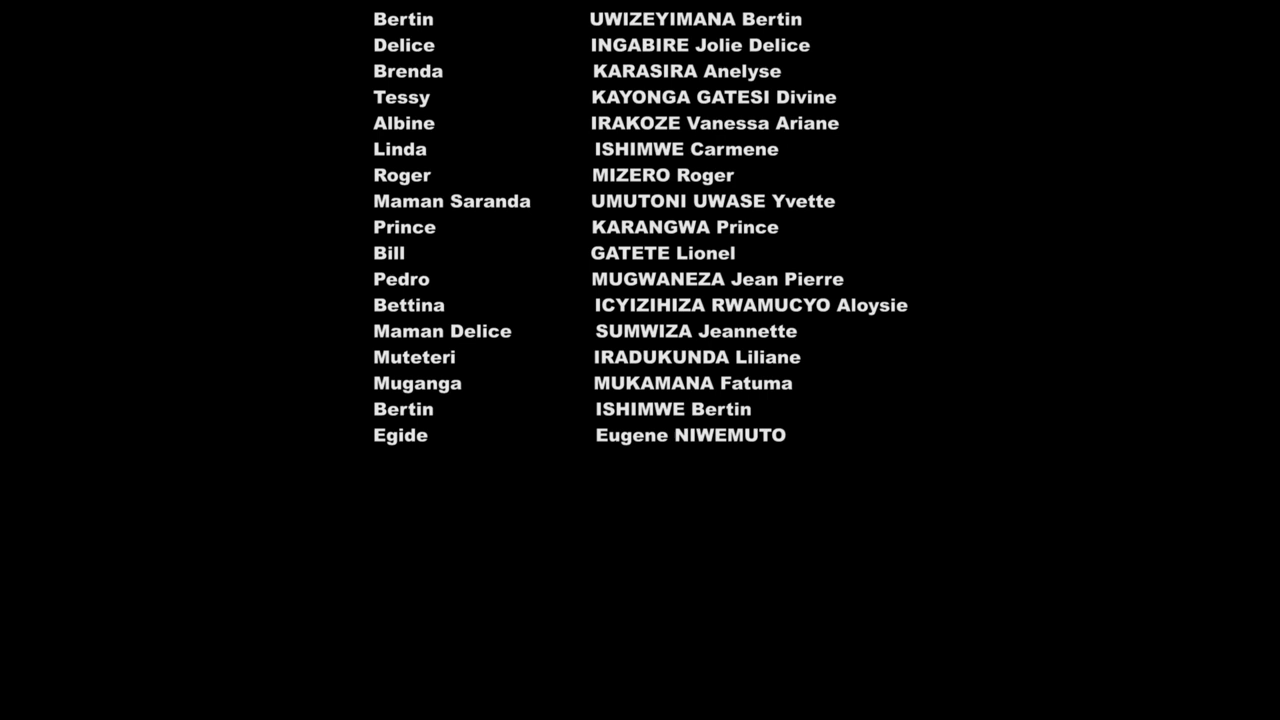 Bertin UWIZEYIMANA Bertin
Delice INGABIRE Jolie Delice
Brenda KARASIRA Anelyse
Tessy KAYONGA GATESI Divine
Albine IRAKOZE Vanessa Ariane
Linda ISHIMWE Carmene
Roger MIZERO Roger
Maman Saranda UMUTONI UWASE Yvette
Prince KARANGWA Prince
Bill GATETE Lionel
Pedro MUGWANEZA Jean Pierre
Bettina ICYIZIHIZA RWAMUCYO Aloysie
Maman Delice SUMWIZA Jeannette
Muteteri IRADUKUNDA Liliane
Muganga MUKAMANA Fatuma
Bertin ISHIMWE Bertin
Egide Eugene NIWEMUTO